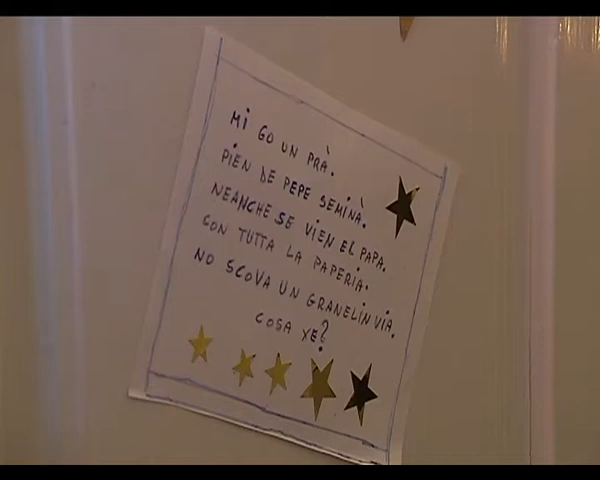 MI GO UN PRÀ.
PIEN DE PEPE SEMINÀ.
NEANCHE SE VIEN EL PAPA.
CON TUTTA LA PAPERIA.
NO SCOVA UN GRANELIN VIA.
COSA XE?